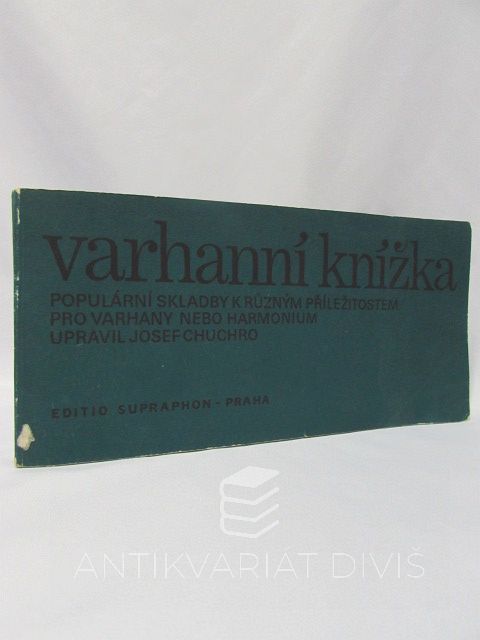 varhanní knížka
POPULÁRNÍ SKLADBY K RŮZNÝM PŘÍLEŽITOSTEM
PRO VARHANY NEBO HARMONIUM
UPRAVIL JOSEF CHUCHRO
EDITIO SUPRAPHON - PRAHA
ANTIKVARIÁT DIVIŠ